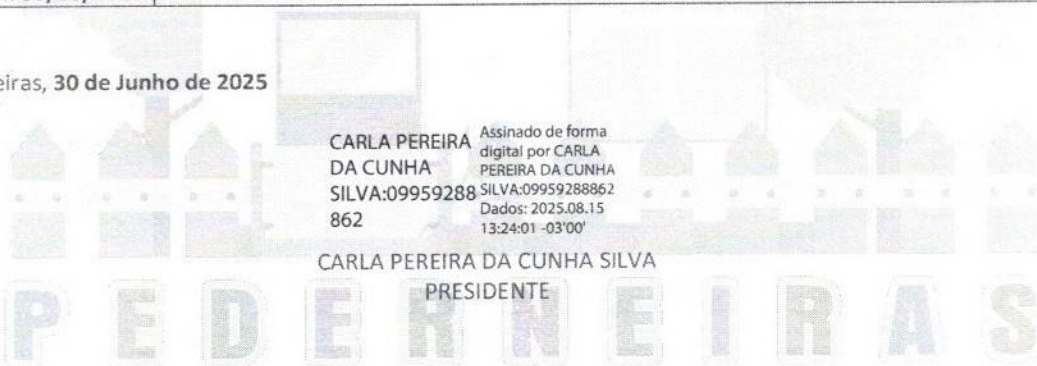 eiras, 30 de Junho de 2025
CARLA PEREIRA
DA CUNHA
SILVA:09959288
862
Assinado de forma
digital por CARLA
PEREIRA DA CUNHA
SILVA:09959288862
Dados: 2025.08.15
13:24:01 -03'00'
CARLA PEREIRA DA CUNHA SILVA
PRESIDENTE
PEDERNEIRAS